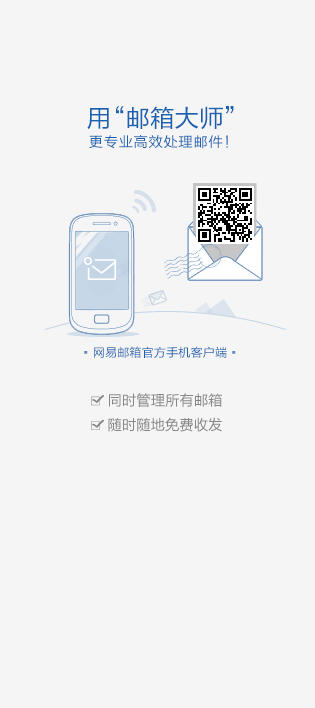 用“邮箱大师”
更专业高效处理邮件！
• 网易邮箱官方手机客户端 •
同时管理所有邮箱
随时随地免费收发